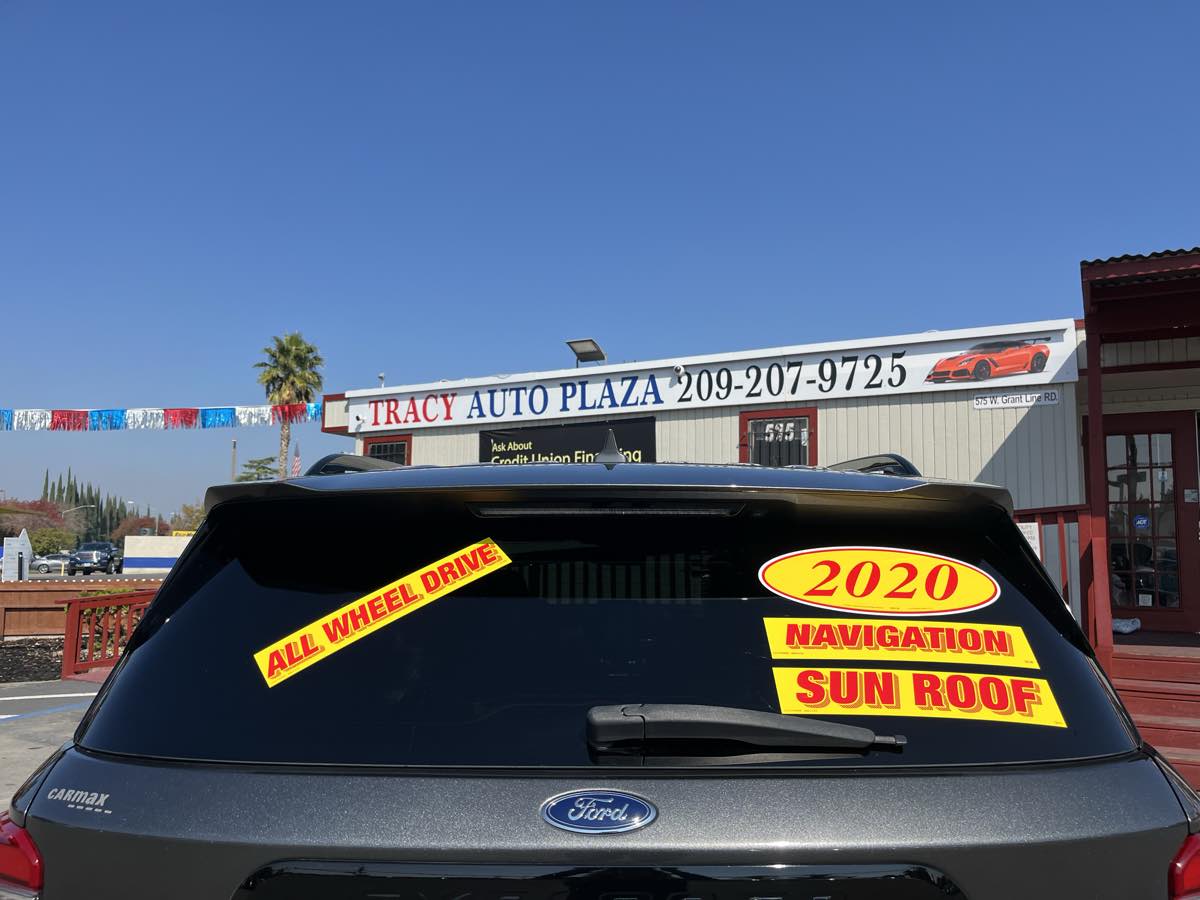 TRACY AUTO PLAZA 209-207-9725
575 W. Grant Line RD.
Ask About
Credit Union Financing
ADT
ALL WHEEL DRIVE
2020
NAVIGATION
SUN ROOF
CARMAX
Ford